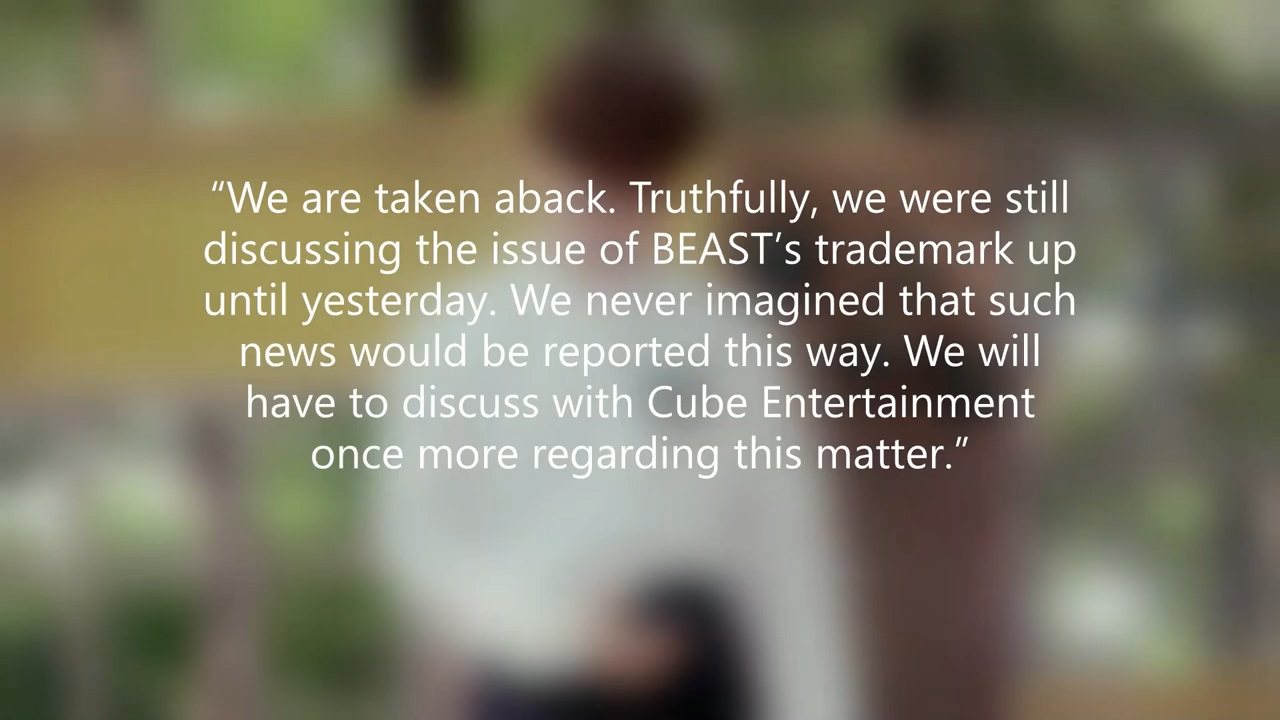 “We are taken aback. Truthfully, we were still
discussing the issue of BEAST’s trademark up
until yesterday. We never imagined that such
news would be reported this way. We will
have to discuss with Cube Entertainment
once more regarding this matter.”